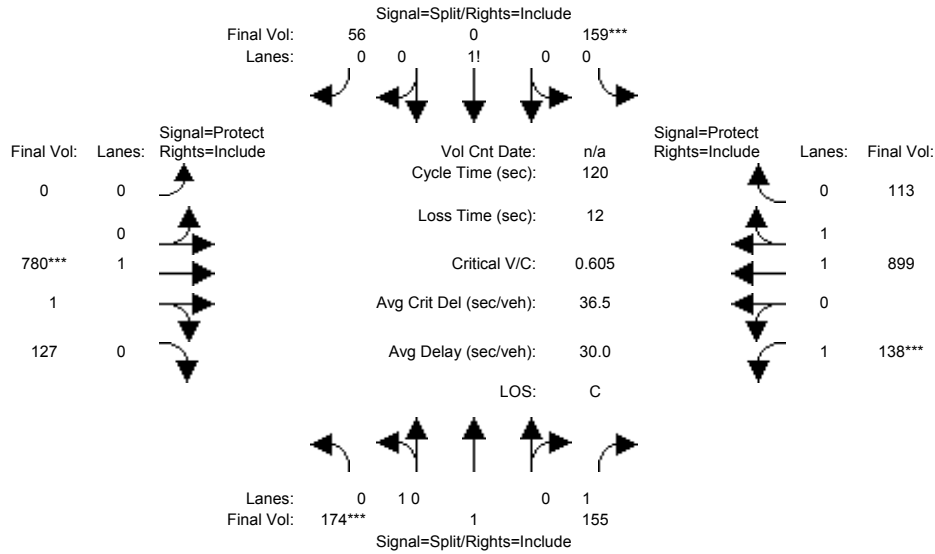 Signal=Split/Rights=Include
Final Vol: 56 0 159***
Lanes: 0 0 1! 0 0
Signal=Protect Signal=Protect
Final Vol: Lanes: Rights=Include Vol Cnt Date: n/a Rights=Include Lanes: Final Vol:
Cycle Time (sec): 120
0 0 0 113
Loss Time (sec): 12
0 1
780*** 1 Critical V/C: 0.605 1 899
1 Avg Crit Del (sec/veh): 36.5 0
127 0 Avg Delay (sec/veh): 30.0 1 138***
LOS: C
Lanes: 0 1 0 0 1
Final Vol: 174*** 1 155
Signal=Split/Rights=Include